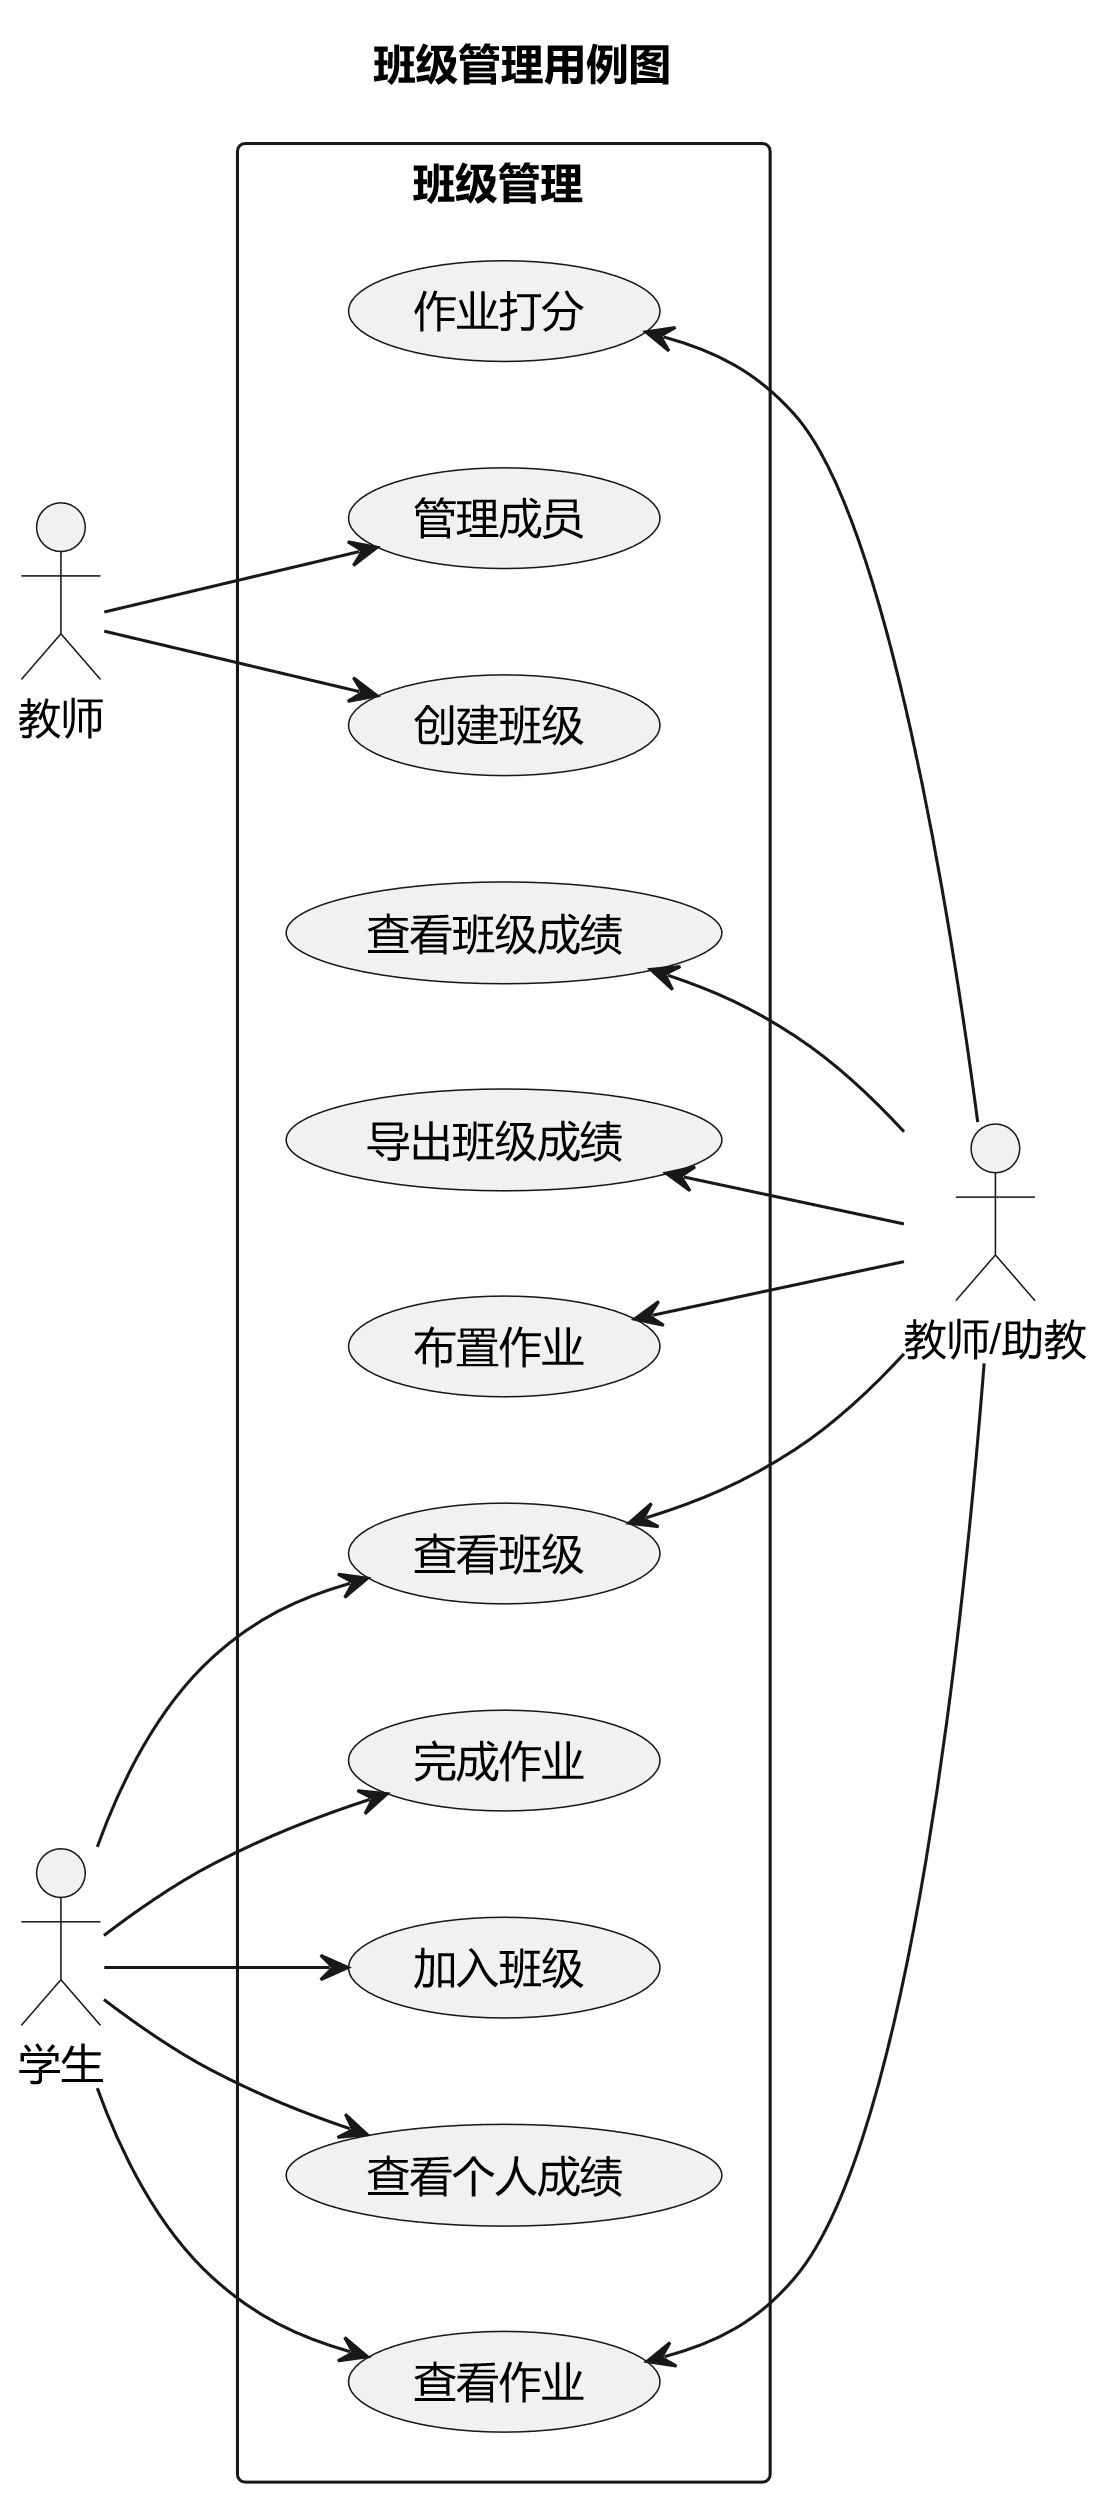 班级管理用例图
班级管理
作业打分
管理成员
教师
创建班级
查看班级成绩
导出班级成绩
教师/助教
布置作业
查看班级
完成作业
加入班级
学生
查看个人成绩
查看作业